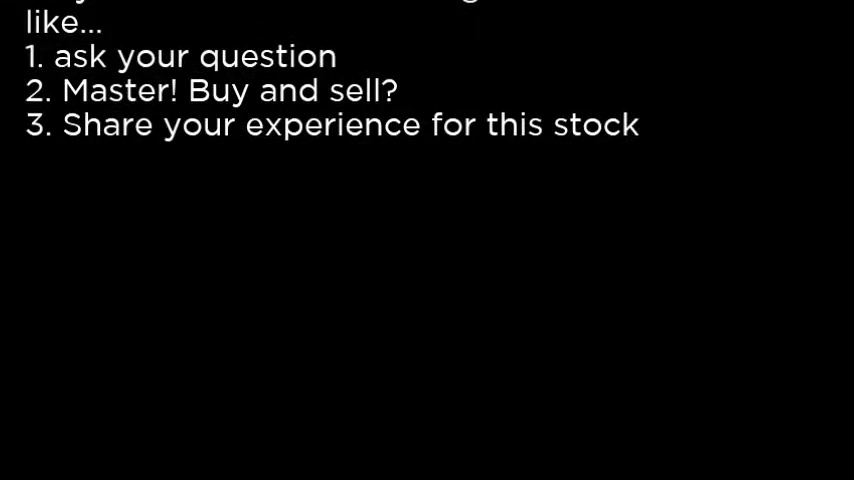 like...
1. ask your question
2. Master! Buy and sell?
3. Share your experience for this stock